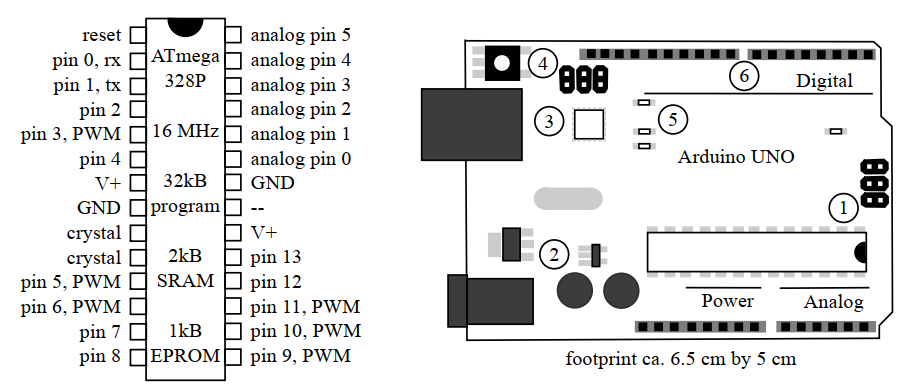 reset
pin 0, rx
pin 1, tx
pin 2
pin 3, PWM
pin 4
V+
GND
crystal
crystal
pin 5, PWM
pin 6, PWM
pin 7
pin 8
ATmega
328P
16 MHz
32kB
program
2kB
SRAM
1kB
EPROM
analog pin 5
analog pin 4
analog pin 3
analog pin 2
analog pin 1
analog pin 0
GND
--
V+
pin 13
pin 12
pin 11, PWM
pin 10, PWM
pin 9, PWM
4
6
Digital
3
5
Arduino UNO
1
2
Power
Analog
footprint ca. 6.5 cm by 5 cm